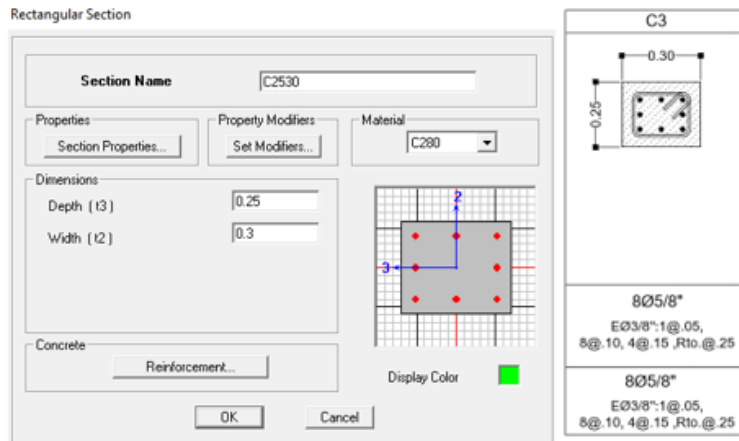 Rectangular Section
Section Name
C2530
Properties
Section Properties...
Property Modifiers
Set Modifiers...
Material
C280
Dimensions
Depth ( t3 )
0.25
Width ( t2 )
0.3
2
3
Concrete
Reinforcement...
Display Color
OK
Cancel
C3
0.30
0.25
8Ø5/8"
EØ3/8":1@.05,
8@.10, 4@.15 ,Rto.@.25
8Ø5/8"
EØ3/8":1@.05,
8@.10, 4@.15 ,Rto.@.25